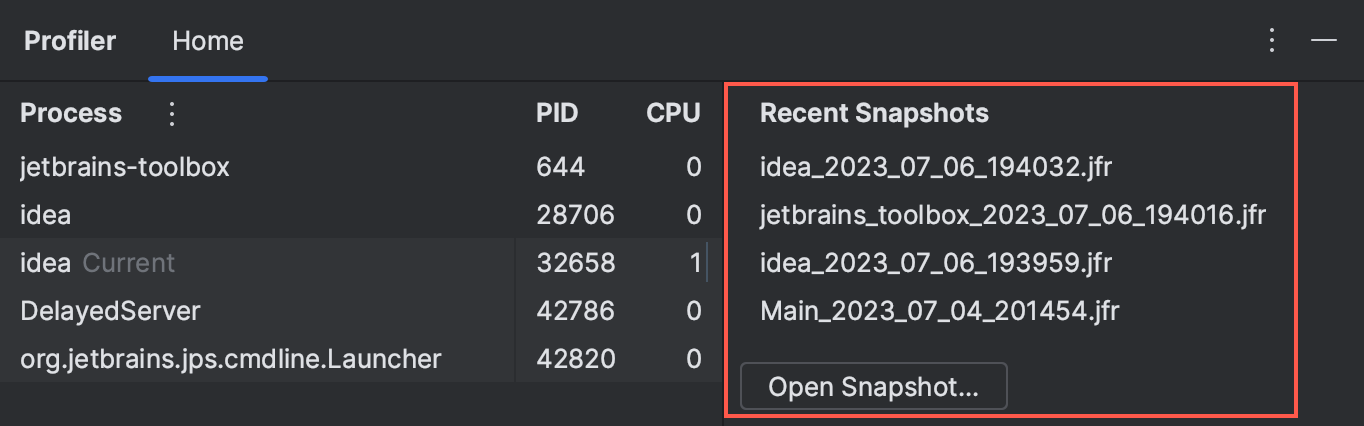 Profiler Home
Process PID CPU
jetbrains-toolbox 644 0
idea 28706 0
idea Current 32658 1
DelayedServer 42786 0
org.jetbrains.jps.cmdline.Launcher 42820 0
Recent Snapshots
idea_2023_07_06_194032.jfr
jetbrains_toolbox_2023_07_06_194016.jfr
idea_2023_07_06_193959.jfr
Main_2023_07_04_201454.jfr
Open Snapshot...